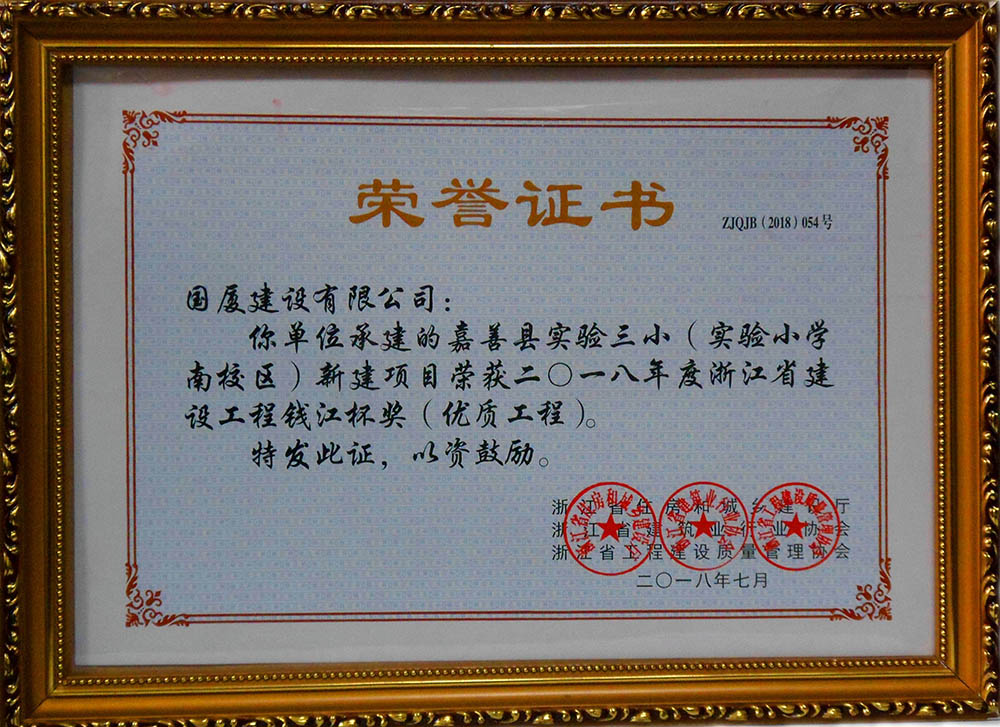 荣誉证书
ZJQJB（2018）054号
国厦建设有限公司：
你单位承建的嘉善县实验三小（实验小学
南校区）新建项目荣获二〇一八年度浙江省建
设工程钱江杯奖（优质工程）。
特发此证，以资鼓励。
浙江省住房和城乡建设厅
浙江省建筑业行业协会
浙江省工程建设质量管理协会
二〇一八年七月